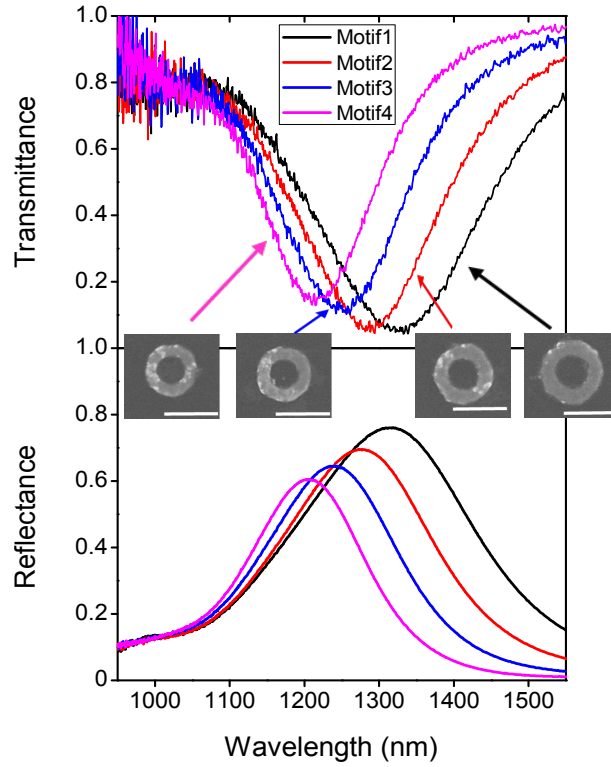 Transmittance
1.0
0.8
0.6
0.4
0.2
Motif1
Motif2
Motif3
Motif4
Reflectance
1.0
0.8
0.6
0.4
0.2
0
1000 1100 1200 1300 1400 1500
Wavelength (nm)